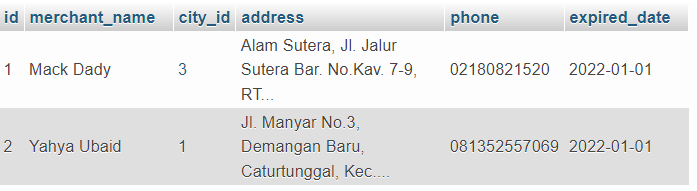 id merchant_name city_id address phone expired_date
Alam Sutera, Jl. Jalur
1 Mack Dady 3 Sutera Bar. No.Kav. 7-9, 02180821520 2022-01-01
RT...
Jl. Manyar No.3,
2 Yahya Ubaid 1 Demangan Baru, 081352557069 2022-01-01
Caturtunggal, Kec....